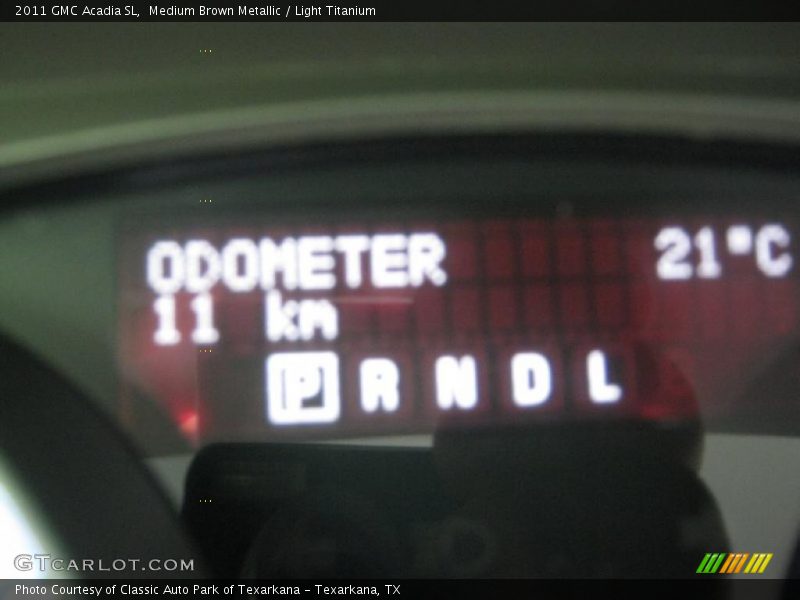 2011 GMC Acadia SL,  Medium Brown Metallic / Light Titanium
ODOMETER 21°C
11 km
P R N D L
GTCARLOT.COM
Photo Courtesy of Classic Auto Park of Texarkana – Texarkana, TX